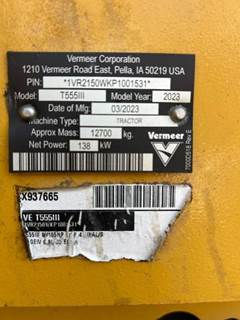 Vermeer Corporation
1210 Vermeer Road East, Pella, IA 50219 USA
PIN: *1VR2150WKP1001531*
Model: T555III Model Year: 2023
Date of Mfg: 03/2023
Machine Type: TRACTOR
Approx Mass: 12700 kg.
Net Power: 138 kW
Vermeer
X937665
VE T555III